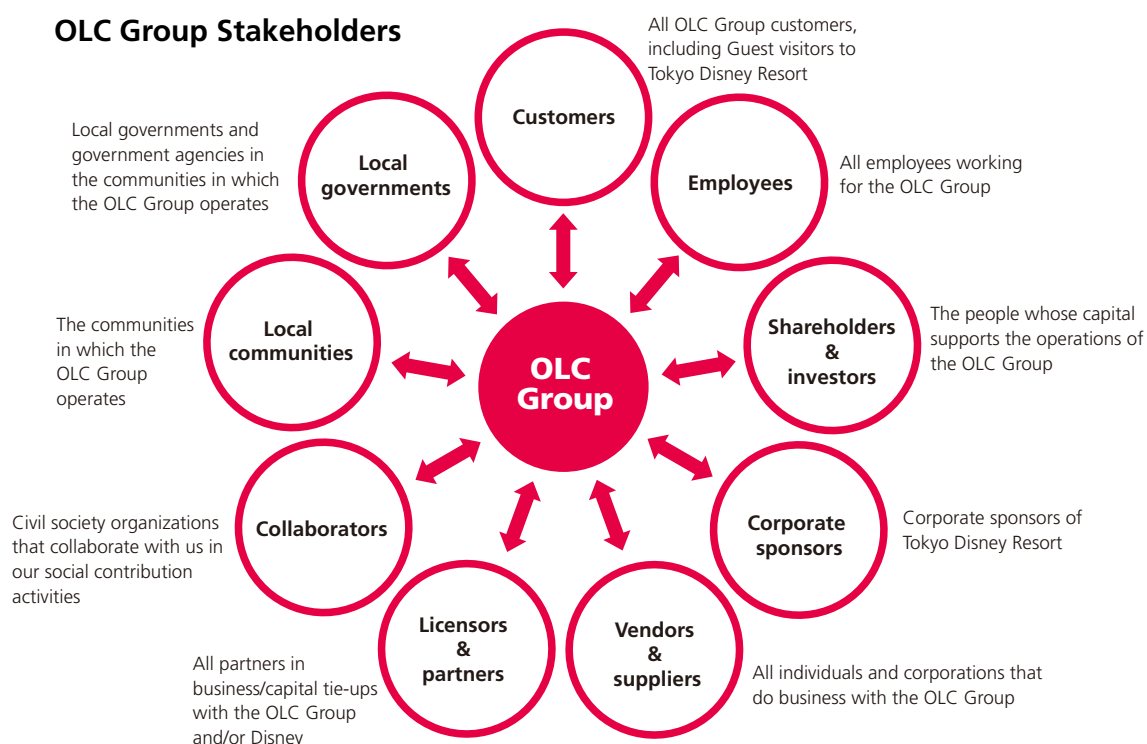 OLC Group Stakeholders
Customers
All OLC Group customers,
including Guest visitors to
Tokyo Disney Resort
Employees
All employees working
for the OLC Group
Shareholders
&
investors
The people whose capital
supports the operations of
the OLC Group
Corporate
sponsors
Corporate sponsors of
Tokyo Disney Resort
Vendors
&
suppliers
All individuals and corporations that
do business with the OLC Group
Licensors
&
partners
All partners in
business/capital tie-ups
with the OLC Group
and/or Disney
Collaborators
Civil society organizations
that collaborate with us in
our social contribution
activities
Local
communities
The communities
in which the
OLC Group
operates
Local
governments
Local governments and
government agencies in
the communities in which
the OLC Group operates
OLC
Group